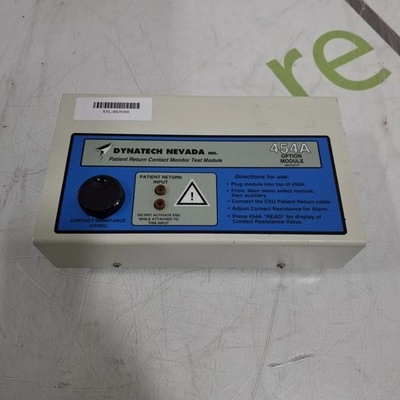 re
DYNATECH NEVADA INC.
Patient Return Contact Monitor Test Module
454A
OPTION
MODULE
PATIENT RETURN
INPUT
DO NOT ACTIVATE ESU
WHILE ATTACHED TO
THIS INPUT
CONTACT RESISTANCE
(OHMS)
Directions for use:
• Plug module into top of 454A.
• From Main menu select manual,
then auxiliary.
• Connect the ESU Patient Return cable.
• Adjust Contact Resistance for Alarm.
• Press 454A "READ" for display of
Contact Resistance Value.